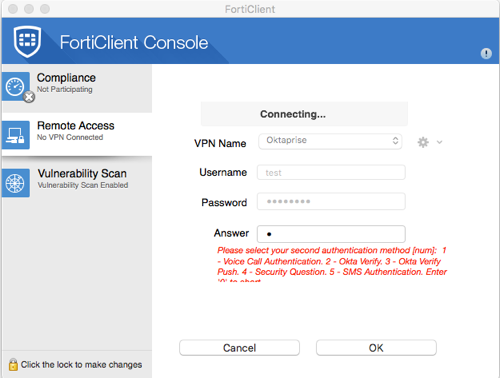 FortiClient
FortiClient Console
Compliance
Not Participating
Remote Access
No VPN Connected
Vulnerability Scan
Vulnerability Scan Enabled
Connecting...
VPN Name Oktaprise
Username test
Password ••••••••
Answer •
Please select your second authentication method [num]: 1
- Voice Call Authentication. 2 - Okta Verify. 3 - Okta Verify
Push. 4 - Security Question. 5 - SMS Authentication. Enter
'0' to abort
Cancel OK
Click the lock to make changes